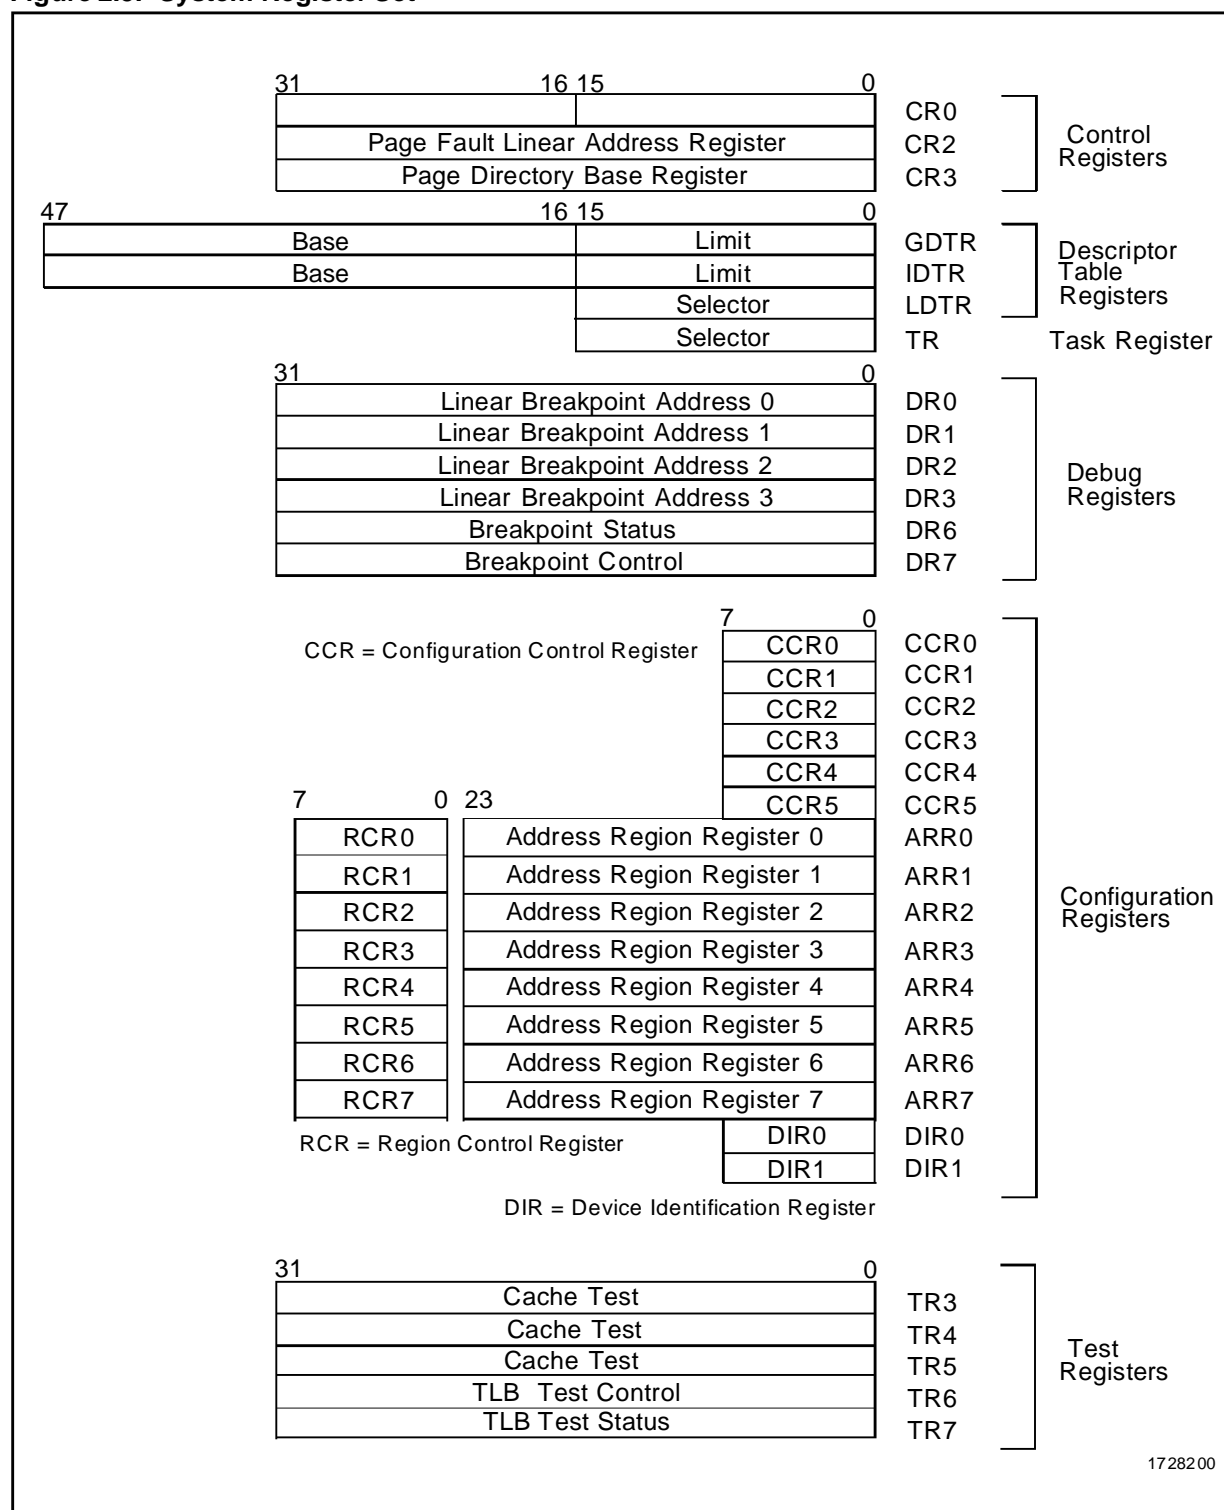 31 16 15 0
CR0
Page Fault Linear Address Register CR2 Control
Page Directory Base Register CR3 Registers
47 16 15 0
Base Limit GDTR Descriptor
Base Limit IDTR Table
Selector LDTR Registers
Selector TR Task Register
31 0
Linear Breakpoint Address 0 DR0
Linear Breakpoint Address 1 DR1
Linear Breakpoint Address 2 DR2 Debug
Linear Breakpoint Address 3 DR3 Registers
Breakpoint Status DR6
Breakpoint Control DR7
7 0
CCR = Configuration Control Register CCR0 CCR0
CCR1 CCR1
CCR2 CCR2
CCR3 CCR3
CCR4 CCR4
7 0 23 CCR5 CCR5
RCR0 Address Region Register 0 ARR0
RCR1 Address Region Register 1 ARR1
RCR2 Address Region Register 2 ARR2 Configuration Registers
RCR3 Address Region Register 3 ARR3
RCR4 Address Region Register 4 ARR4
RCR5 Address Region Register 5 ARR5
RCR6 Address Region Register 6 ARR6
RCR7 Address Region Register 7 ARR7
RCR = Region Control Register DIR0 DIR0
DIR1 DIR1
DIR = Device Identification Register
31 0
Cache Test TR3
Cache Test TR4 Test
Cache Test TR5 Registers
TLB Test Control TR6
TLB Test Status TR7
1728200